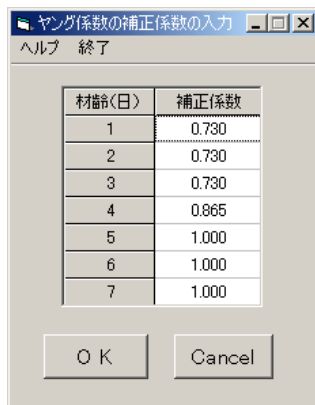 ヤング係数の補正係数の入力
ヘルプ 終了
材齢(日) 補正係数
1 0.730
2 0.730
3 0.730
4 0.865
5 1.000
6 1.000
7 1.000
ＯＫ Cancel